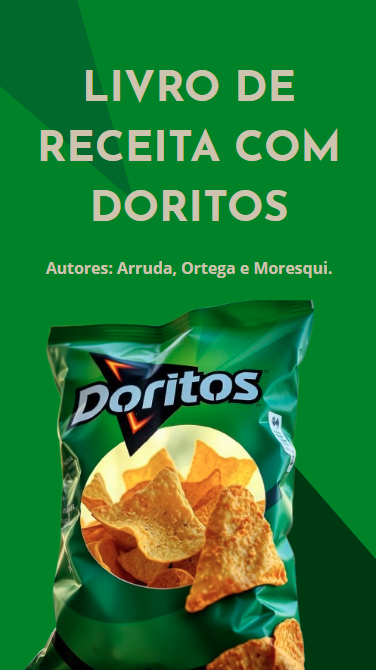 LIVRO DE
RECEITA COM
DORITOS
Autores: Arruda, Ortega e Moresqui.
Doritos